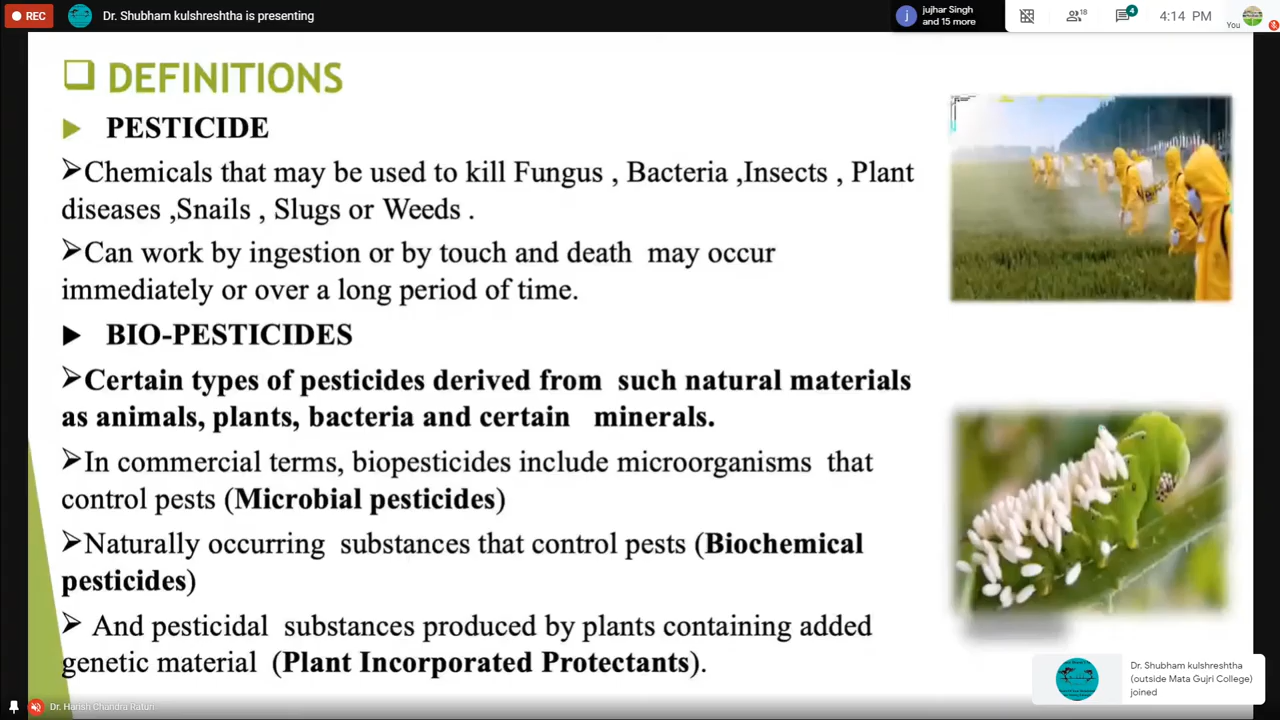 REC
Dr. Shubham kulshreshtha is presenting
j
jujhar Singh
and 15 more
18
4
4:14 PM
You
DEFINITIONS
PESTICIDE
Chemicals that may be used to kill Fungus , Bacteria ,Insects , Plant
diseases ,Snails , Slugs or Weeds .
Can work by ingestion or by touch and death may occur
immediately or over a long period of time.
BIO-PESTICIDES
Certain types of pesticides derived from such natural materials
as animals, plants, bacteria and certain minerals.
In commercial terms, biopesticides include microorganisms that
control pests (Microbial pesticides)
Naturally occurring substances that control pests (Biochemical
pesticides)
And pesticidal substances produced by plants containing added
genetic material (Plant Incorporated Protectants).
Dr. Shubham kulshreshtha
(outside Mata Gujri College)
joined
Dr. Harish Chandra Raturi